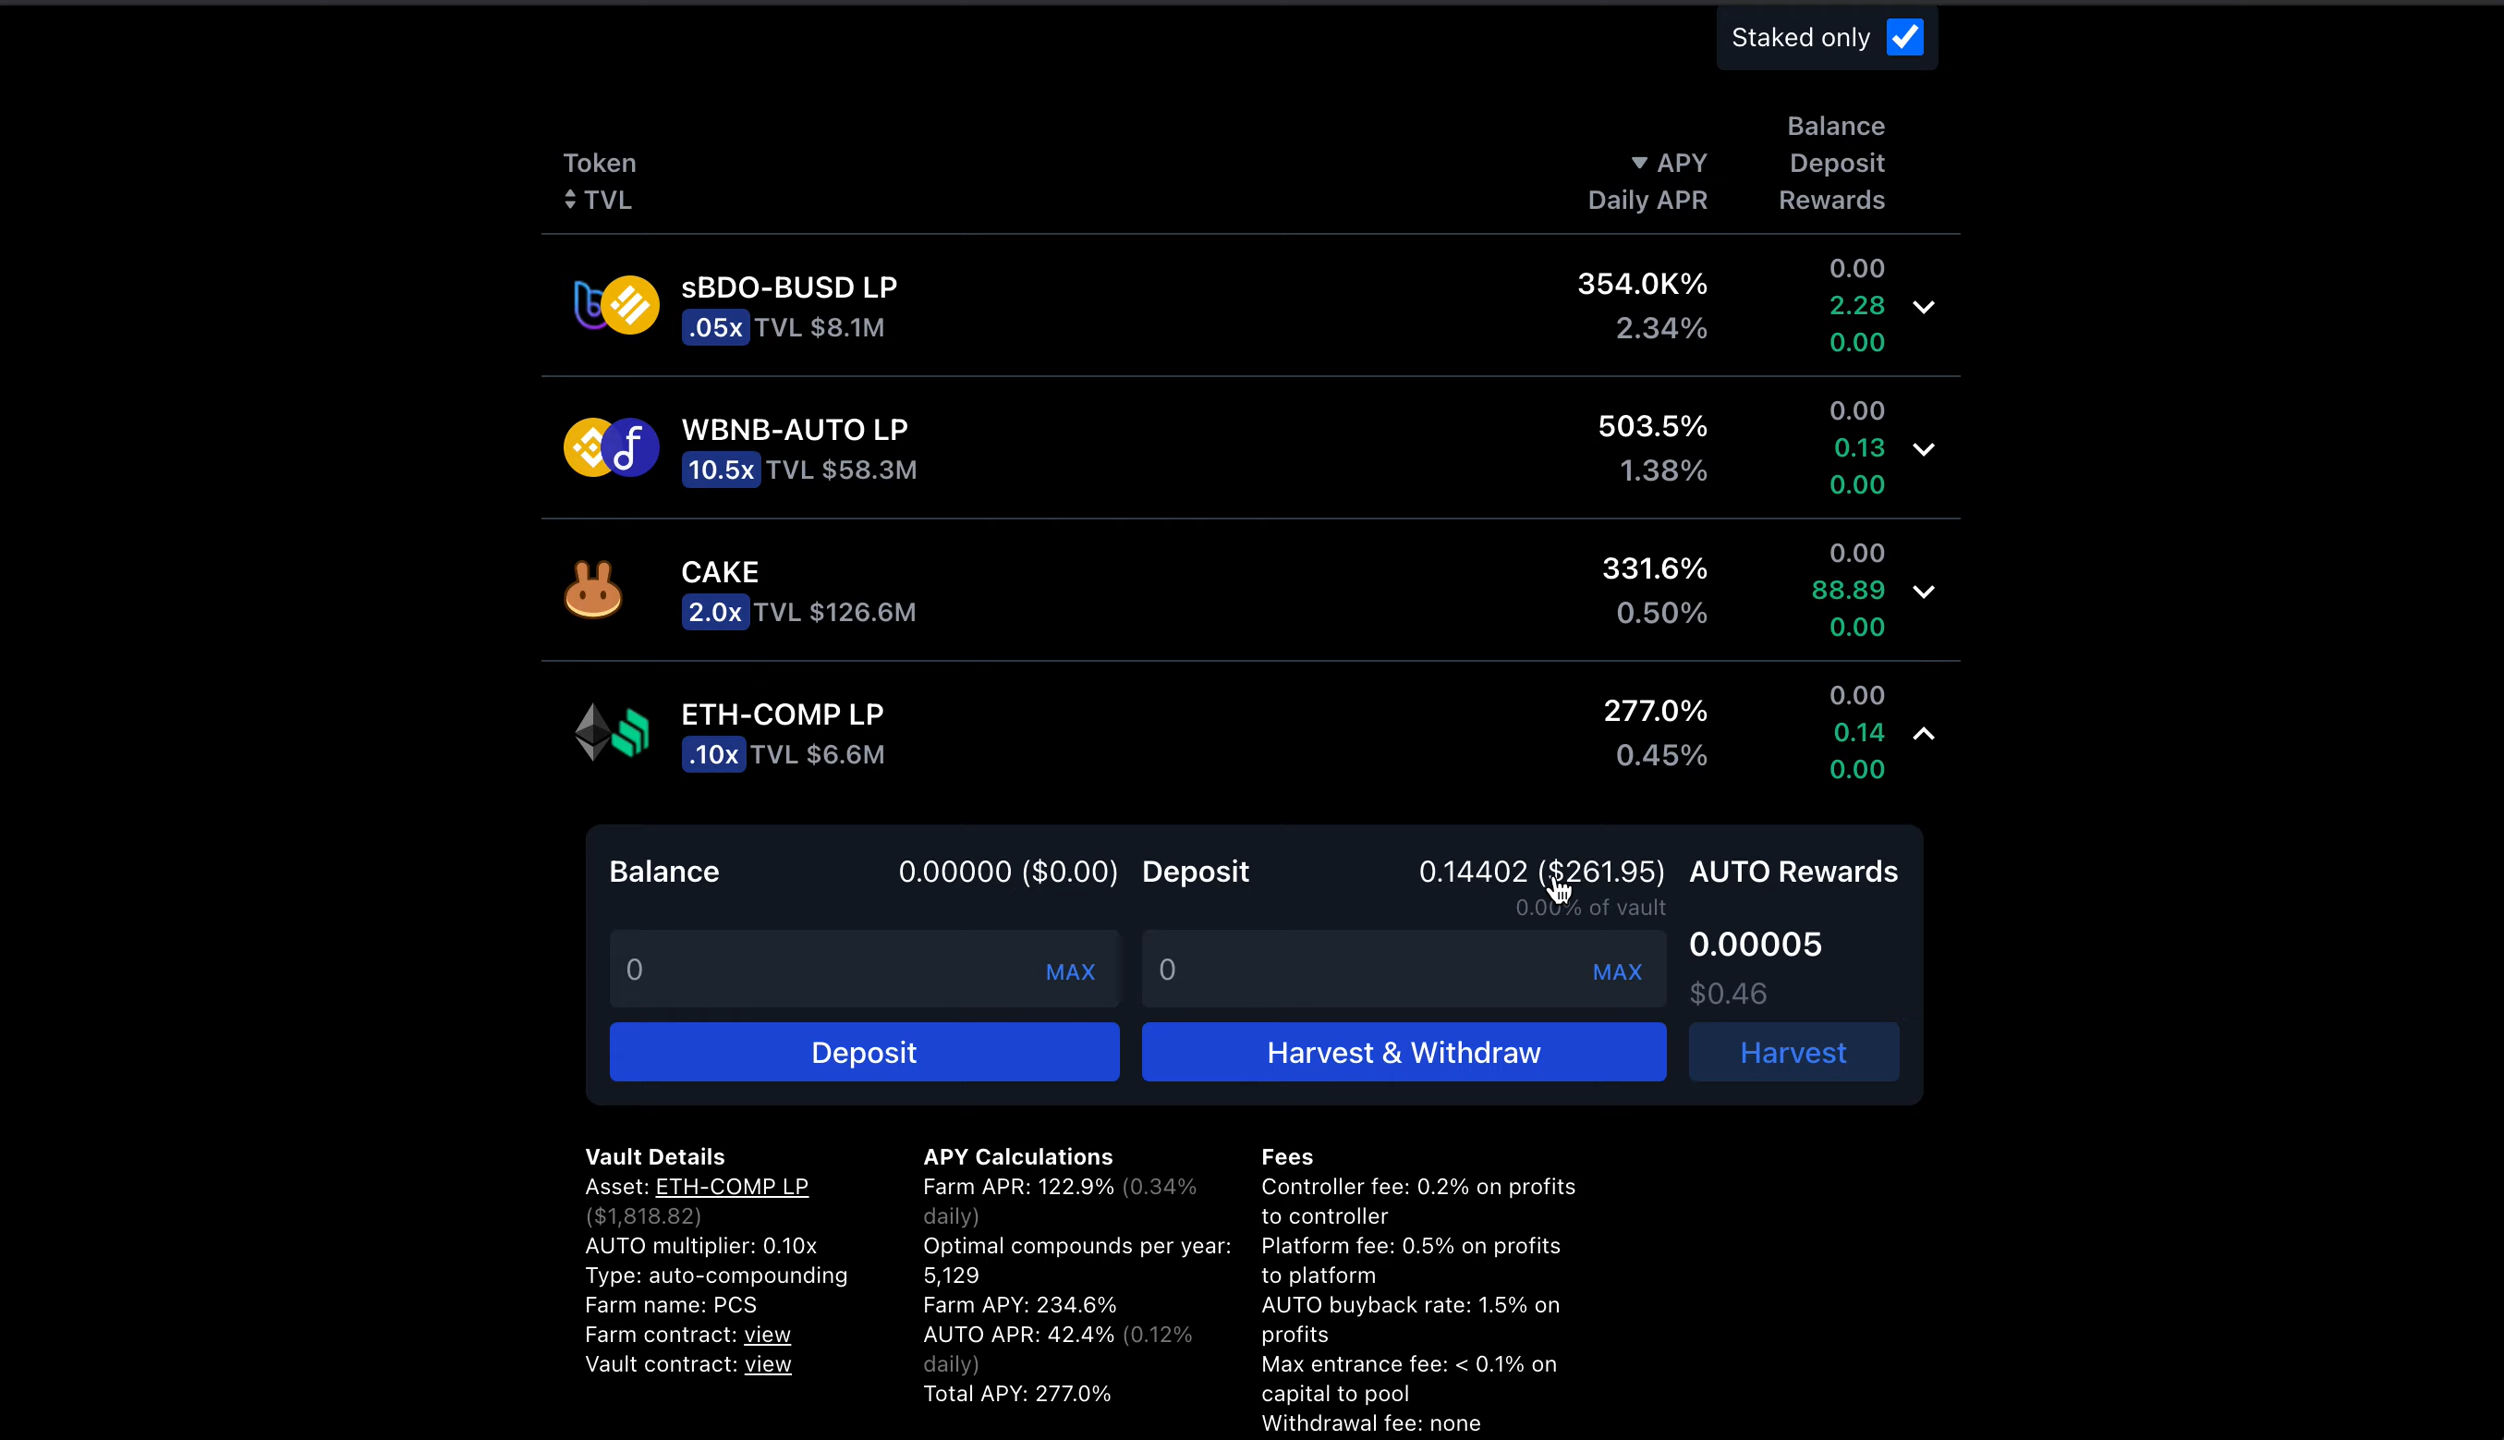 Staked only
Balance
Token ▼ APY Deposit
TVL Daily APR Rewards
sBDO-BUSD LP 354.0K% 0.00
.05x TVL $8.1M 2.34% 2.28
0.00
WBNB-AUTO LP 503.5% 0.00
10.5x TVL $58.3M 1.38% 0.13
0.00
CAKE 331.6% 0.00
2.0x TVL $126.6M 0.50% 88.89
0.00
ETH-COMP LP 277.0% 0.00
.10x TVL $6.6M 0.45% 0.14
0.00
Balance 0.00000 ($0.00) Deposit 0.14402 ($261.95) AUTO Rewards
0.00% of vault
0 MAX 0 MAX 0.00005
$0.46
Deposit Harvest & Withdraw Harvest
Vault Details
Asset: ETH-COMP LP
($1,818.82)
AUTO multiplier: 0.10x
Type: auto-compounding
Farm name: PCS
Farm contract: view
Vault contract: view
APY Calculations
Farm APR: 122.9% (0.34%
daily)
Optimal compounds per year:
5,129
Farm APY: 234.6%
AUTO APR: 42.4% (0.12%
daily)
Total APY: 277.0%
Fees
Controller fee: 0.2% on profits
to controller
Platform fee: 0.5% on profits
to platform
AUTO buyback rate: 1.5% on
profits
Max entrance fee: < 0.1% on
capital to pool
Withdrawal fee: none